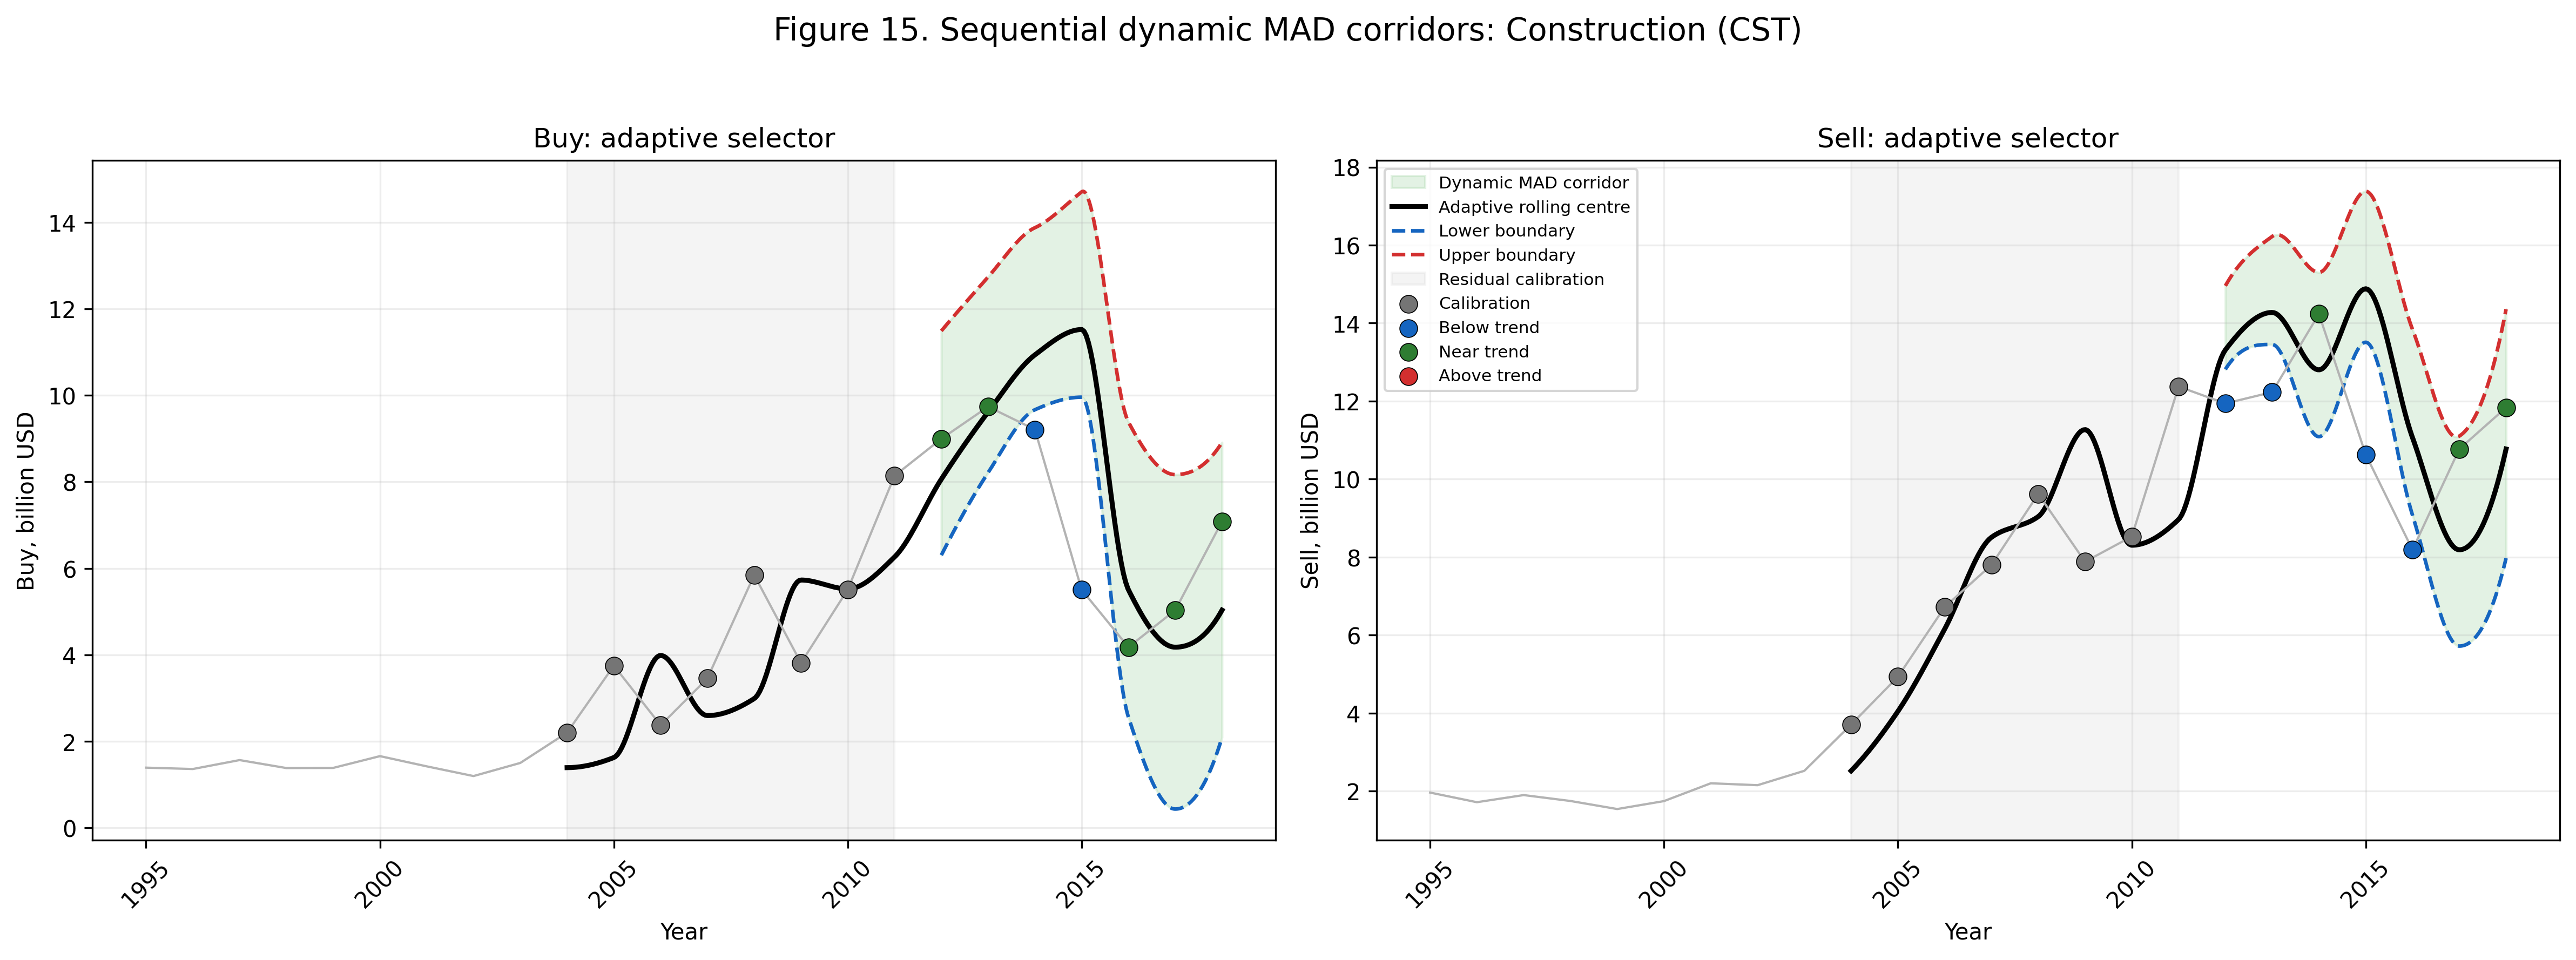 Figure 15. Sequential dynamic MAD corridors: Construction (CST)
Buy: adaptive selector
Buy, billion USD
14
12
10
8
6
4
2
0
1995
2000
2005
2010
2015
Year
Sell: adaptive selector
Sell, billion USD
18
16
14
12
10
8
6
4
2
Dynamic MAD corridor
Adaptive rolling centre
Lower boundary
Upper boundary
Residual calibration
Calibration
Below trend
Near trend
Above trend
1995
2000
2005
2010
2015
Year